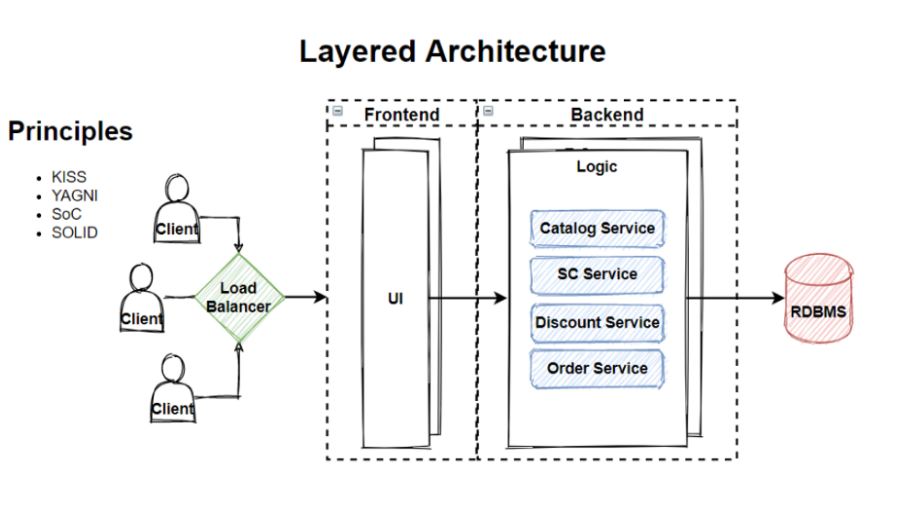 Layered Architecture
Principles
KISS
YAGNI
SoC
SOLID
Client
Client
Client
Load
Balancer
Frontend
UI
Backend
Logic
Catalog Service
SC Service
Discount Service
Order Service
RDBMS